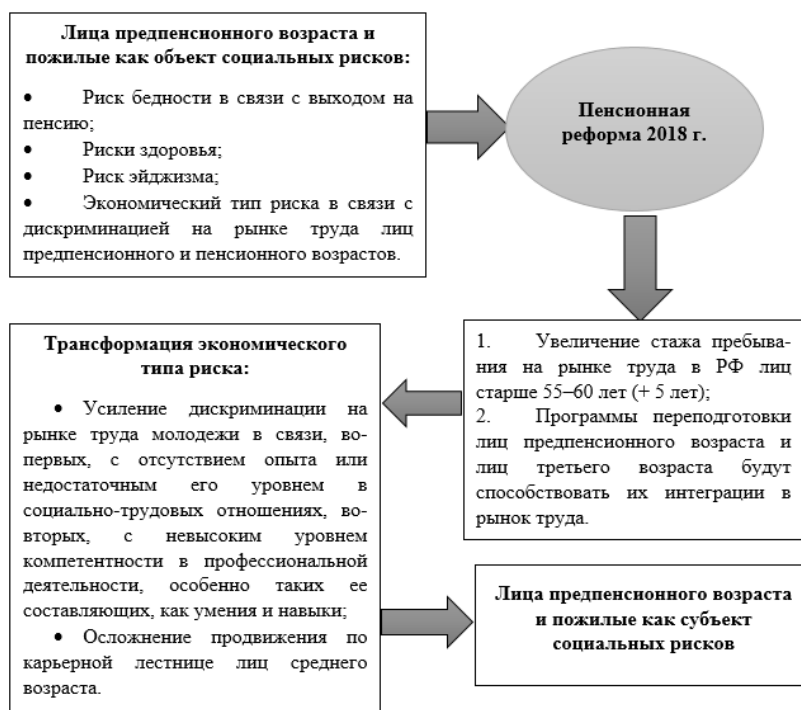 Лица предпенсионного возраста и
пожилые как объект социальных рисков:
• Риск бедности в связи с выходом на
пенсию;
• Риски здоровья;
• Риск эйджизма;
• Экономический тип риска в связи с
дискриминацией на рынке труда лиц
предпенсионного и пенсионного возрастов.
Пенсионная
реформа 2018 г.
1. Увеличение стажа пребыва-
ния на рынке труда в РФ лиц
старше 55–60 лет (+ 5 лет);
2. Программы переподготовки
лиц предпенсионного возраста и
лиц третьего возраста будут
способствовать их интеграции в
рынок труда.
Трансформация экономического
типа риска:
• Усиление дискриминации на
рынке труда молодежи в связи, во-
первых, с отсутствием опыта или
недостаточным его уровнем в
социально-трудовых отношениях, во-
вторых, с невысоким уровнем
компетентности в профессиональной
деятельности, особенно таких ее
составляющих, как умения и навыки;
• Осложнение продвижения по
карьерной лестнице лиц среднего
возраста.
Лица предпенсионного возраста
и пожилые как субъект
социальных рисков